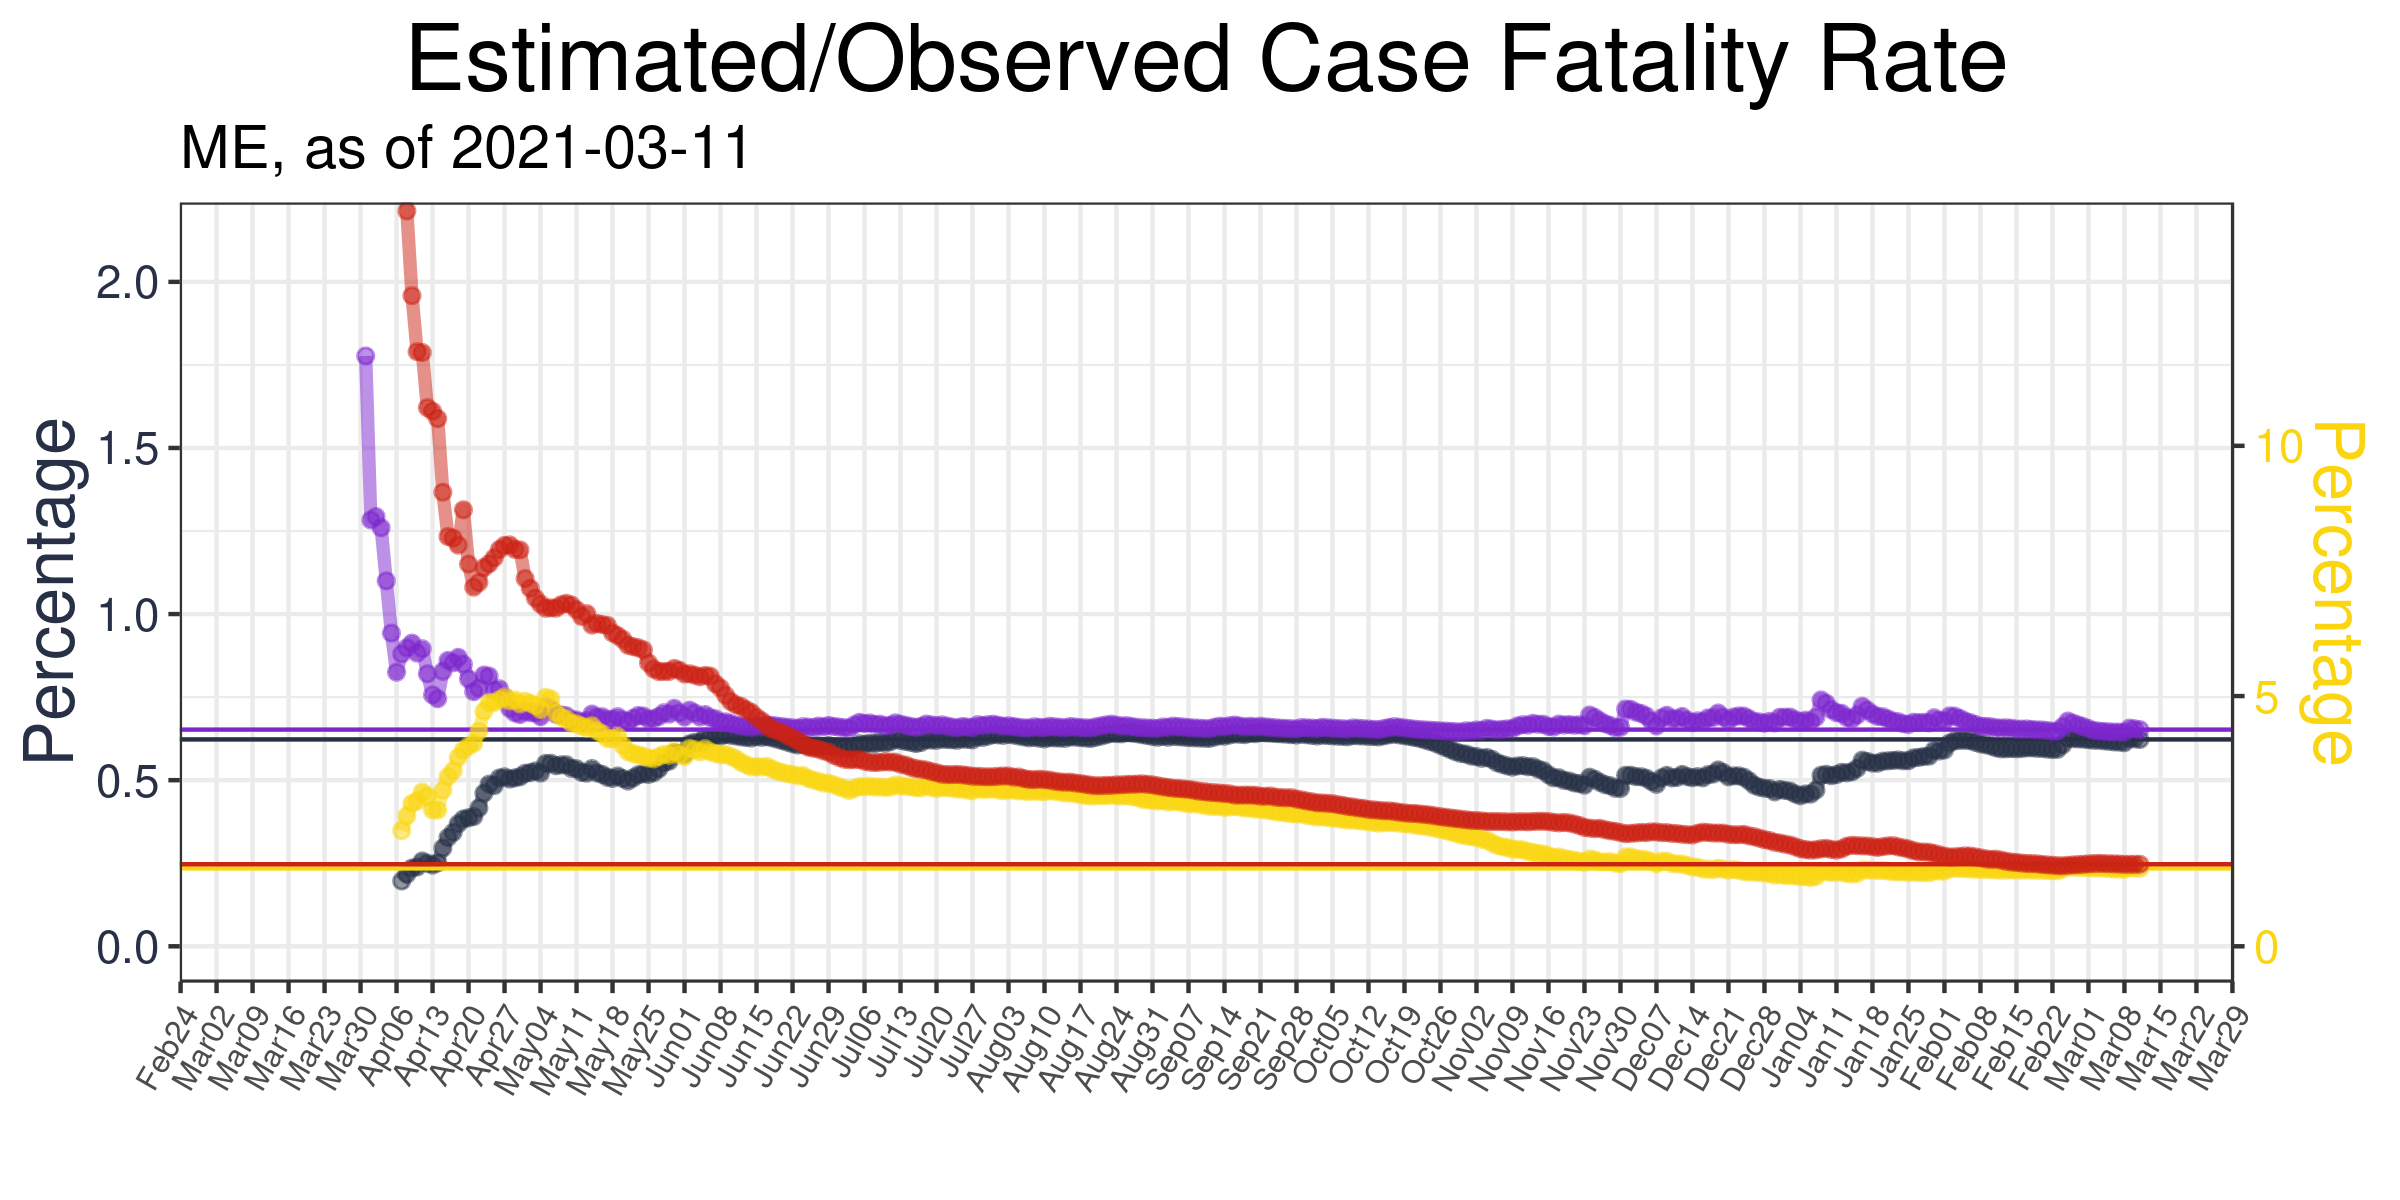 Estimated/Observed Case Fatality Rate
ME, as of 2021-03-11
Percentage
2.0
1.5
1.0
0.5
0.0
10
5
0
Percentage
Feb24
Mar02
Mar09
Mar16
Mar23
Mar30
Apr06
Apr13
Apr20
Apr27
May04
May11
May18
May25
Jun01
Jun08
Jun15
Jun22
Jun29
Jul06
Jul13
Jul20
Jul27
Aug03
Aug10
Aug17
Aug24
Aug31
Sep07
Sep14
Sep21
Sep28
Oct05
Oct12
Oct19
Oct26
Nov02
Nov09
Nov16
Nov23
Nov30
Dec07
Dec14
Dec21
Dec28
Jan04
Jan11
Jan18
Jan25
Feb01
Feb08
Feb15
Feb22
Mar01
Mar08
Mar15
Mar22
Mar29